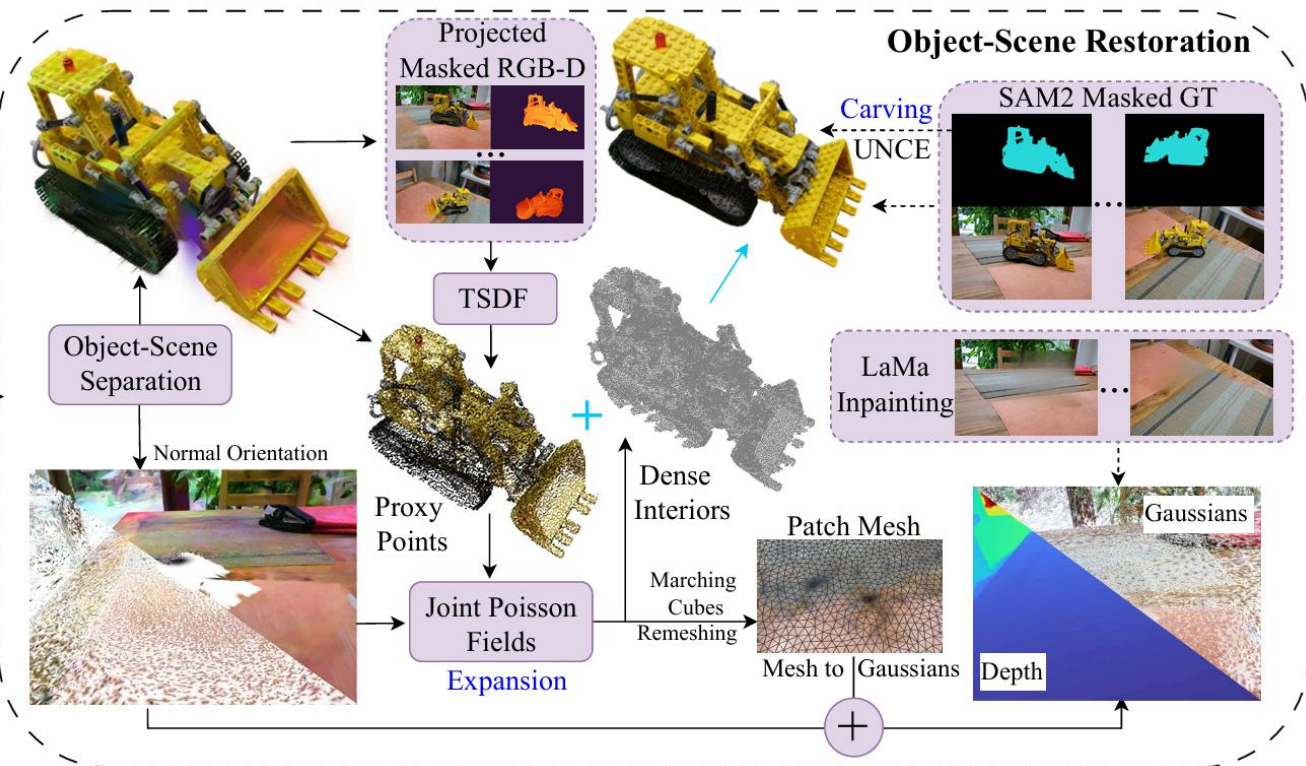 Object-Scene Restoration
Projected
Masked RGB-D
...
TSDF
Object-Scene
Separation
Normal Orientation
Proxy
Points
+
Joint Poisson
Fields
Expansion
Dense
Interiors
Marching
Cubes
Remeshing
Patch Mesh
Mesh to Gaussians
+
Carving
UNCE
SAM2 Masked GT
...
LaMa
Inpainting
...
Gaussians
Depth